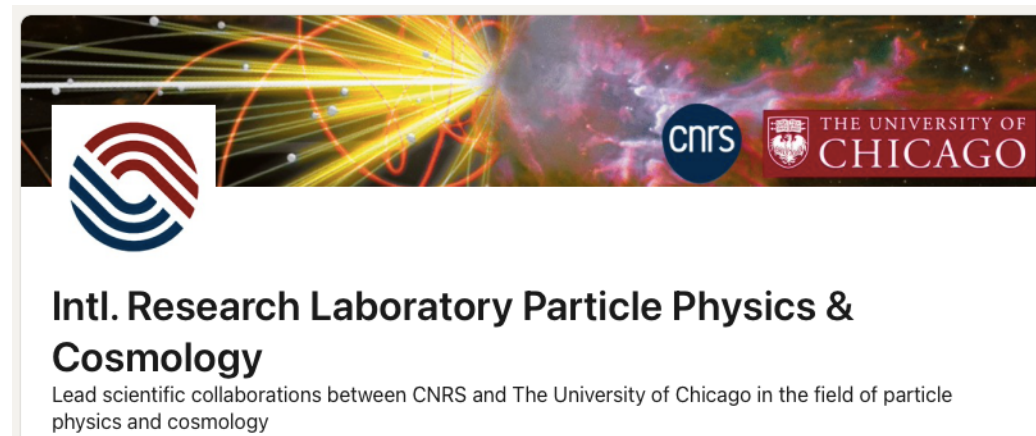 cnrs
THE UNIVERSITY OF
CHICAGO
Intl. Research Laboratory Particle Physics &
Cosmology
Lead scientific collaborations between CNRS and The University of Chicago in the field of particle
physics and cosmology